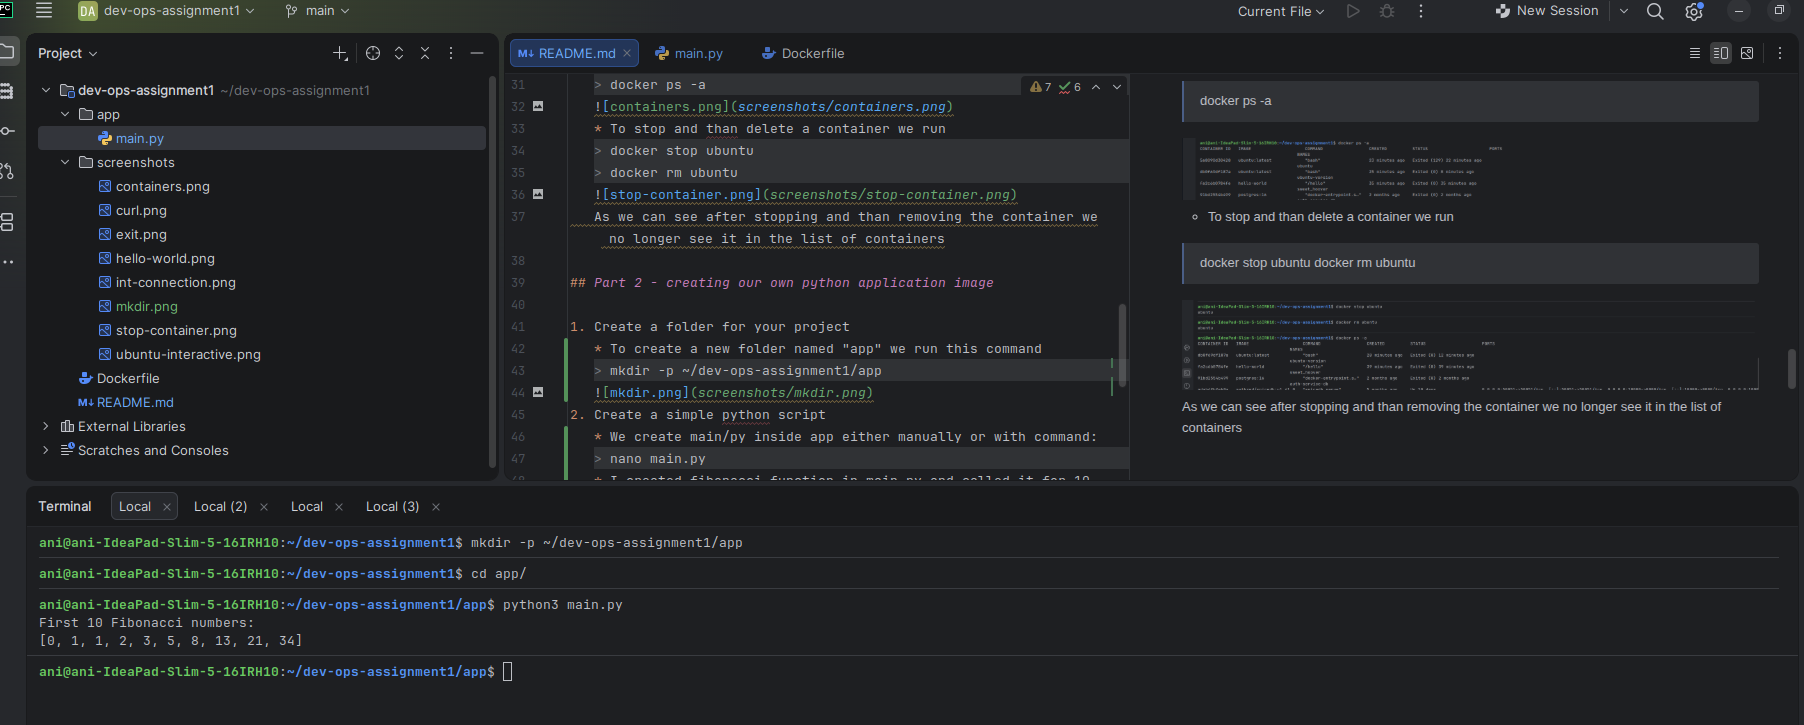 PC
DA dev-ops-assignment1
main
Current File
New Session
Project
dev-ops-assignment1 ~/dev-ops-assignment1
app
main.py
screenshots
containers.png
curl.png
exit.png
hello-world.png
int-connection.png
mkdir.png
stop-container.png
ubuntu-interactive.png
Dockerfile
M↓ README.md
External Libraries
Scratches and Consoles
M↓ README.md
main.py
Dockerfile
7 6
31 > docker ps -a
32 ![containers.png](screenshots/containers.png)
33 * To stop and than delete a container we run
34 > docker stop ubuntu
35 > docker rm ubuntu
36 ![stop-container.png](screenshots/stop-container.png)
37 As we can see after stopping and than removing the container we
no longer see it in the list of containers
38
39 ## Part 2 - creating our own python application image
40
41 1. Create a folder for your project
42 * To create a new folder named "app" we run this command
43 > mkdir -p ~/dev-ops-assignment1/app
44 ![mkdir.png](screenshots/mkdir.png)
45 2. Create a simple python script
46 * We create main/py inside app either manually or with command:
47 > nano main.py
48 * I created fibonacci function in main.py and called it for 10
docker ps -a
To stop and than delete a container we run
docker stop ubuntu docker rm ubuntu
As we can see after stopping and than removing the container we no longer see it in the list of
containers
Terminal
Local
Local (2)
Local
Local (3)
ani@ani-IdeaPad-Slim-5-16IRH10:~/dev-ops-assignment1$ mkdir -p ~/dev-ops-assignment1/app
ani@ani-IdeaPad-Slim-5-16IRH10:~/dev-ops-assignment1$ cd app/
ani@ani-IdeaPad-Slim-5-16IRH10:~/dev-ops-assignment1/app$ python3 main.py
First 10 Fibonacci numbers:
[0, 1, 1, 2, 3, 5, 8, 13, 21, 34]
ani@ani-IdeaPad-Slim-5-16IRH10:~/dev-ops-assignment1/app$